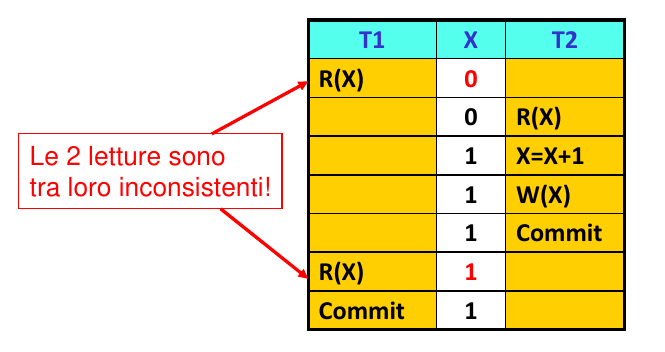 T1 X T2
R(X) 0
0 R(X)
Le 2 letture sono
tra loro inconsistenti!
1 X=X+1
1 W(X)
1 Commit
R(X) 1
Commit 1